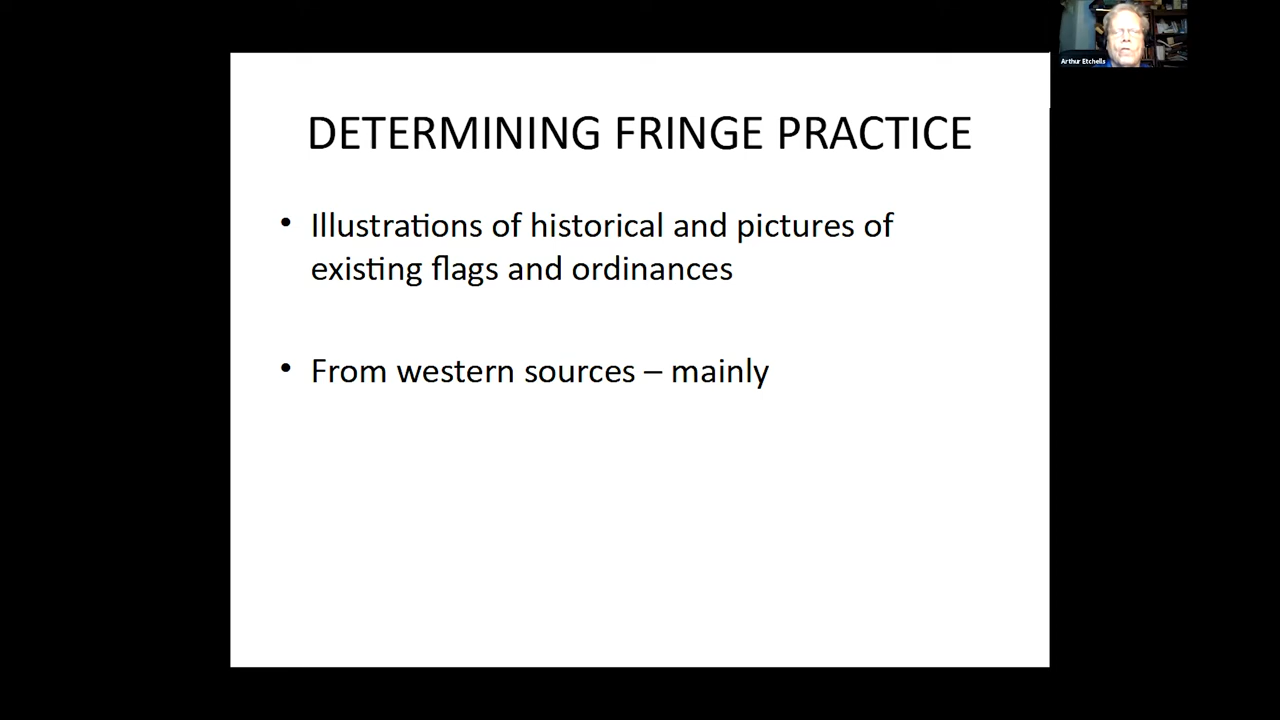 Arthur Etchells
DETERMINING FRINGE PRACTICE
• Illustrations of historical and pictures of
existing flags and ordinances
• From western sources – mainly